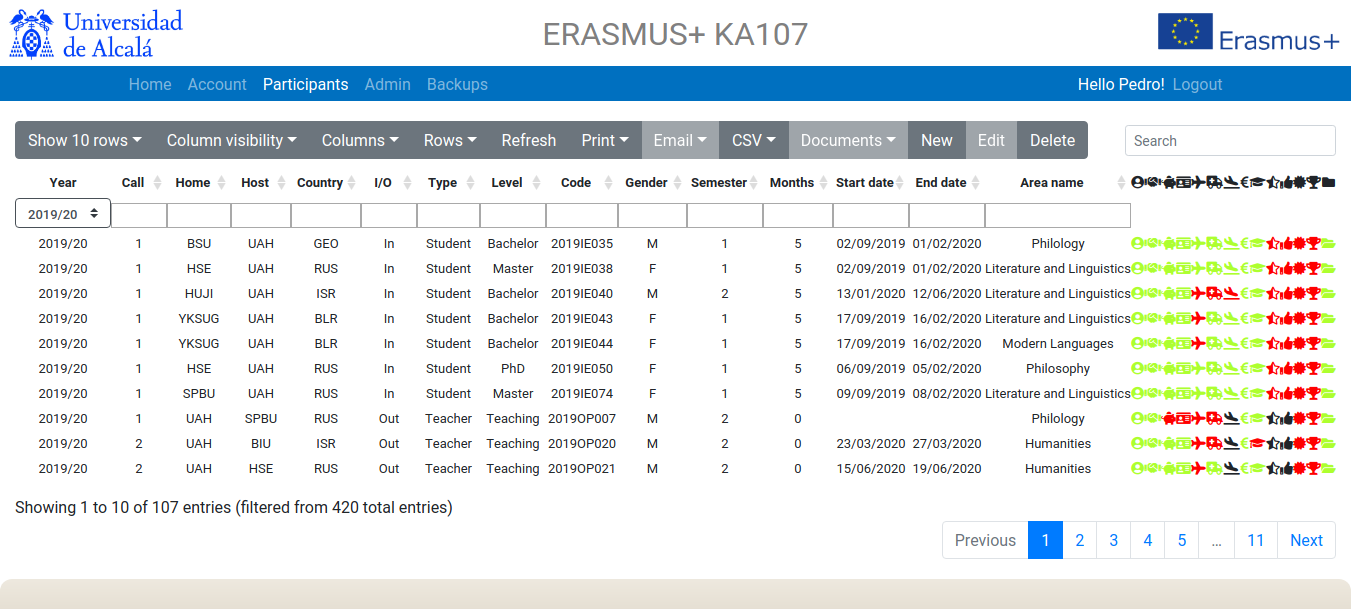 Universidad
de Alcalá
ERASMUS+ KA107
Erasmus+
Home Account Participants Admin Backups Hello Pedro! Logout
Show 10 rows Column visibility Columns Rows Refresh Print Email CSV Documents New Edit Delete Search
Year Call Home Host Country I/O Type Level Code Gender Semester Months Start date End date Area name
2019/20
2019/20 1 BSU UAH GEO In Student Bachelor 2019IE035 M 1 5 02/09/2019 01/02/2020 Philology
2019/20 1 HSE UAH RUS In Student Master 2019IE038 F 1 5 02/09/2019 01/02/2020 Literature and Linguistics
2019/20 1 HUJI UAH ISR In Student Bachelor 2019IE040 M 2 5 13/01/2020 12/06/2020 Literature and Linguistics
2019/20 1 YKSUG UAH BLR In Student Bachelor 2019IE043 F 1 5 17/09/2019 16/02/2020 Literature and Linguistics
2019/20 1 YKSUG UAH BLR In Student Bachelor 2019IE044 F 1 5 17/09/2019 16/02/2020 Modern Languages
2019/20 1 HSE UAH RUS In Student PhD 2019IE050 F 1 5 06/09/2019 05/02/2020 Philosophy
2019/20 1 SPBU UAH RUS In Student Master 2019IE074 F 1 5 09/09/2019 08/02/2020 Literature and Linguistics
2019/20 1 UAH SPBU RUS Out Teacher Teaching 2019OP007 M 2 0 Philology
2019/20 2 UAH BIU ISR Out Teacher Teaching 2019OP020 M 2 0 23/03/2020 27/03/2020 Humanities
2019/20 2 UAH HSE RUS Out Teacher Teaching 2019OP021 M 2 0 15/06/2020 19/06/2020 Humanities
Showing 1 to 10 of 107 entries (filtered from 420 total entries)
Previous 1 2 3 4 5 ... 11 Next